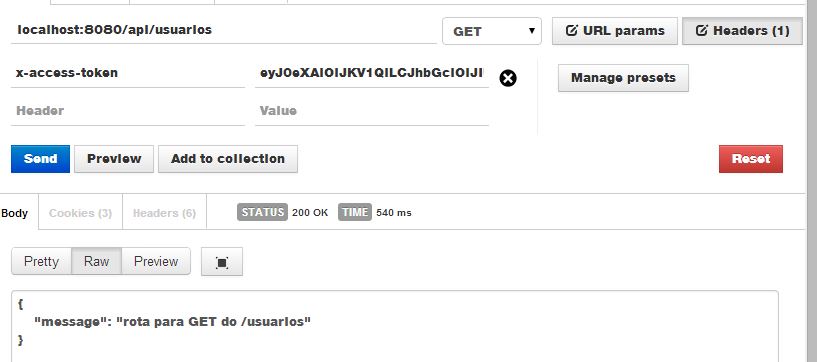 localhost:8080/api/usuarios GET URL params Headers (1)
x-access-token eyJ0eXAiOiJKV1QiLCJhbGciOiJI
Manage presets
Header Value
Send Preview Add to collection Reset
Body Cookies (3) Headers (6) STATUS 200 OK TIME 540 ms
Pretty Raw Preview
{
"message": "rota para GET do /usuarios"
}